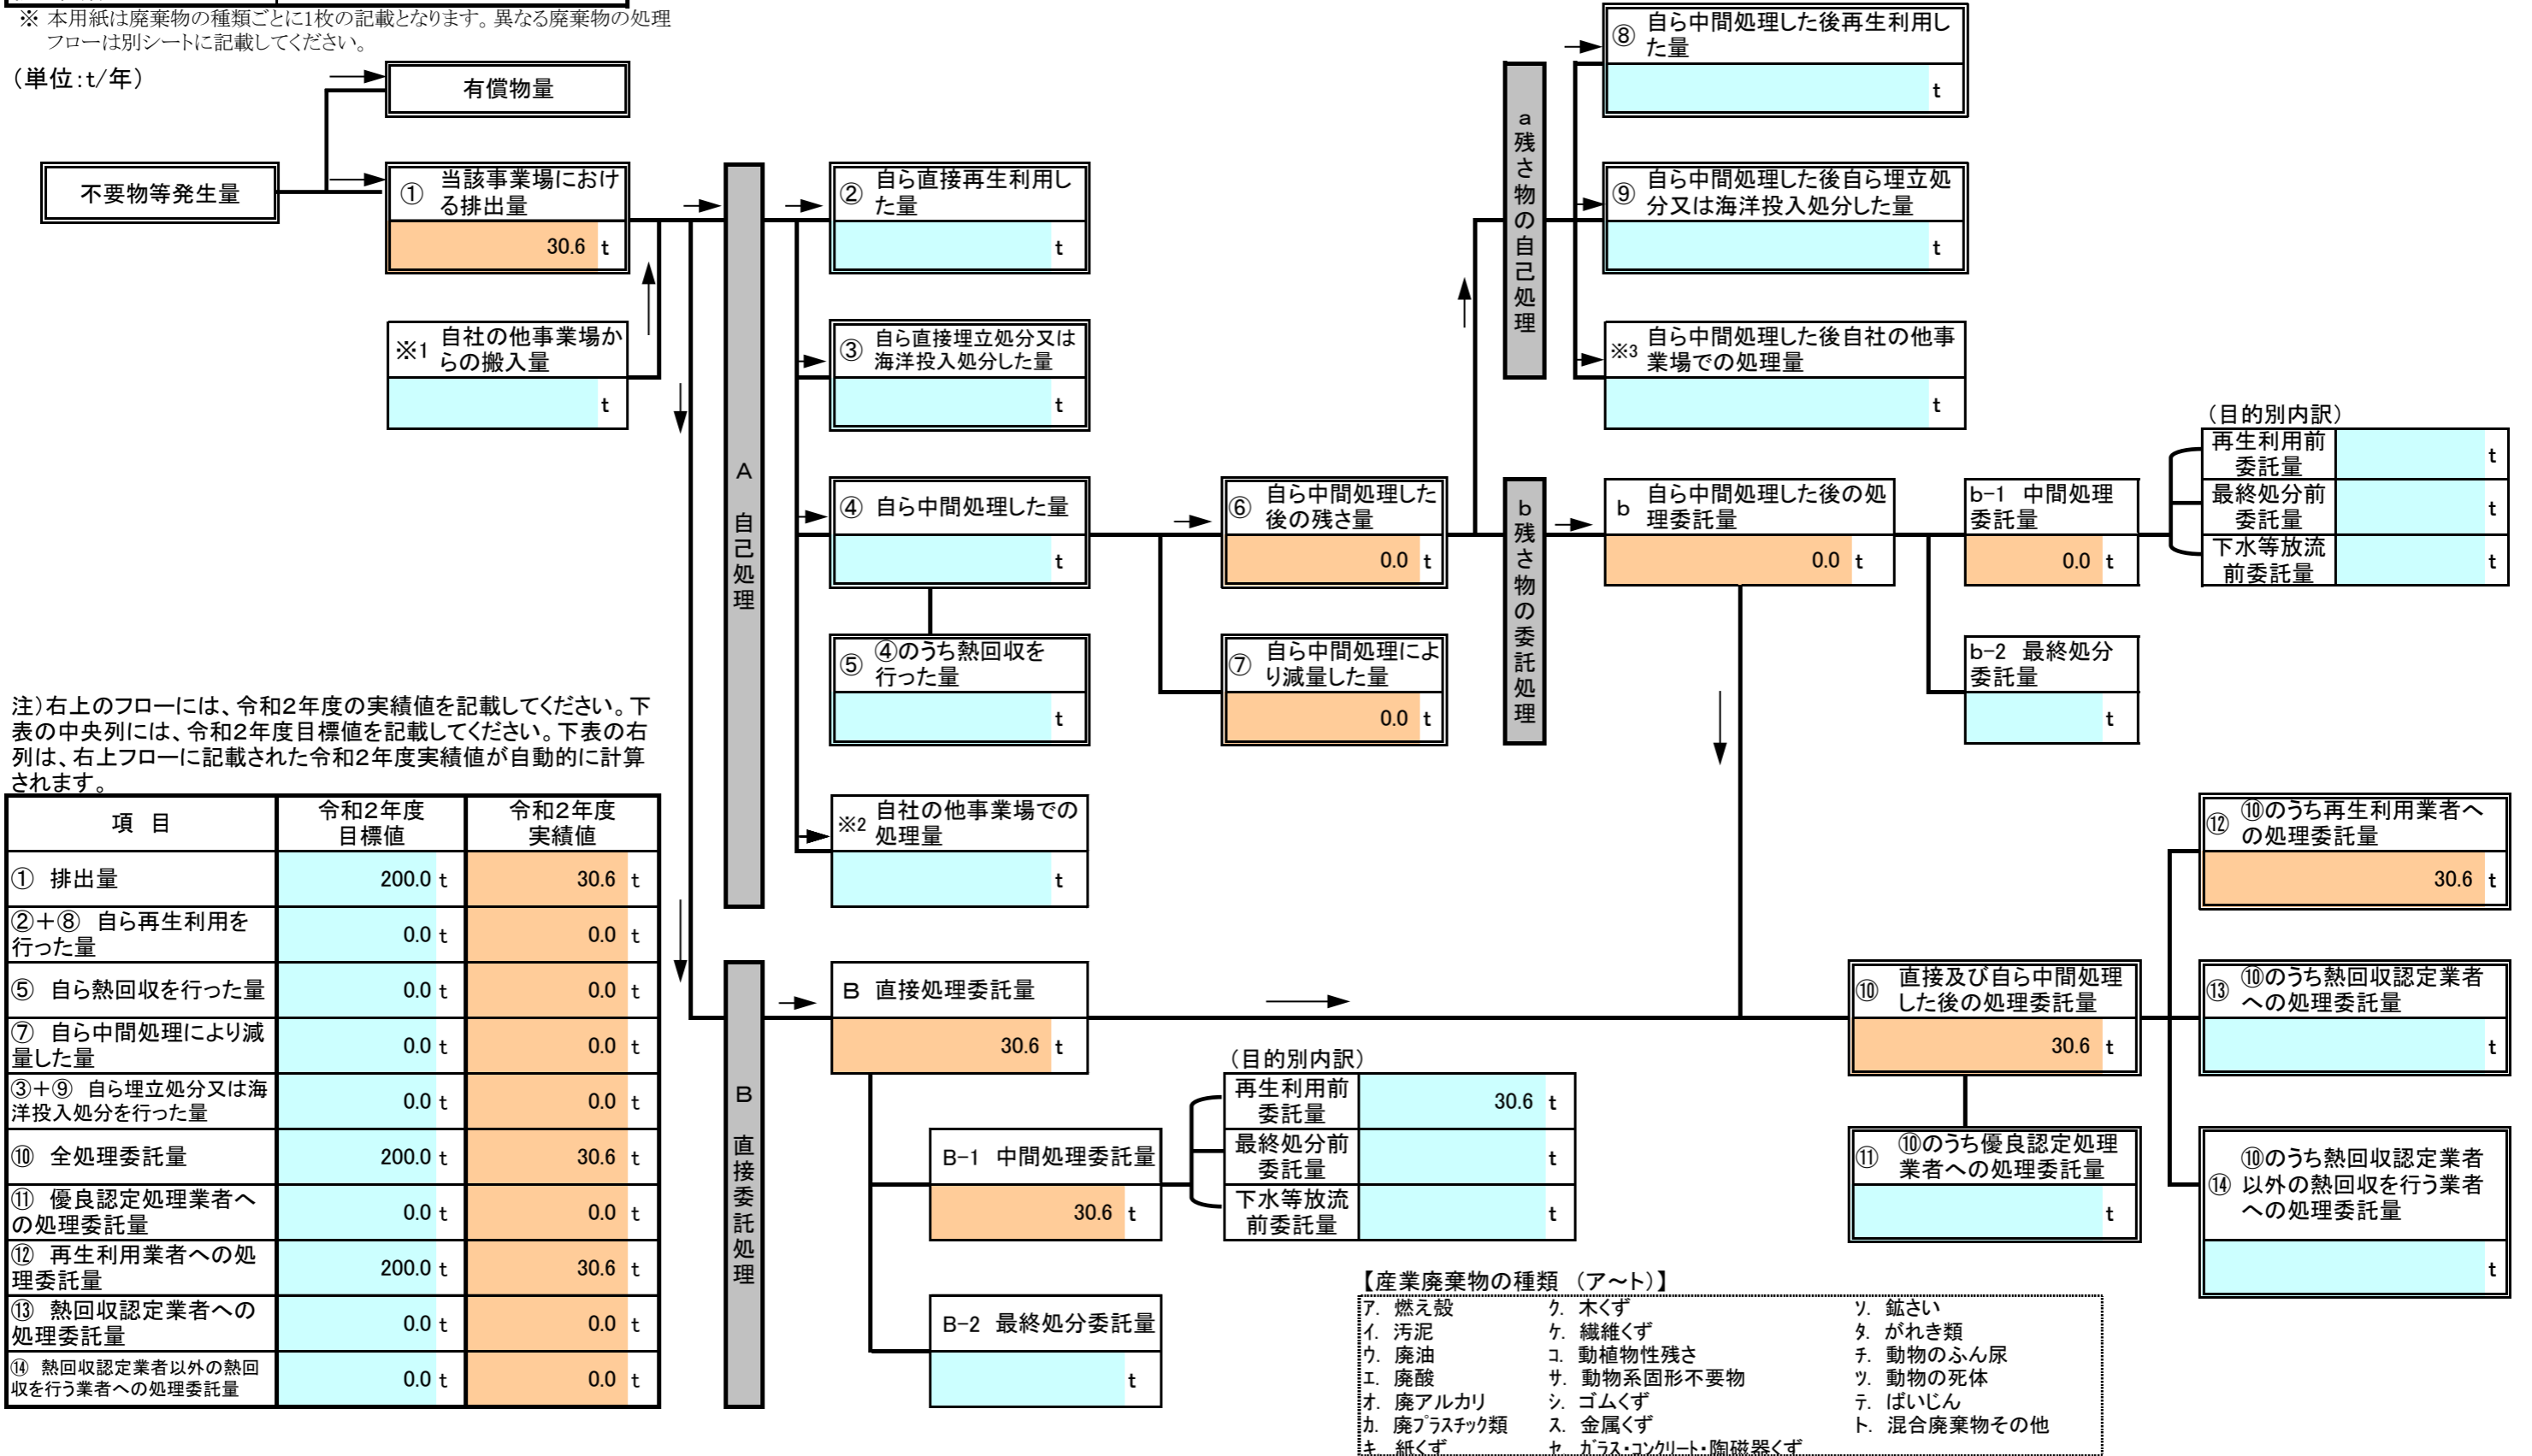 ※ 本用紙は廃棄物の種類ごとに1枚の記載となります。異なる廃棄物の処理
フローは別シートに記載してください。
(単位:t/年)
有償物量
不要物等発生量
① 当該事業場におけ
る排出量
30.6 t
※1 自社の他事業場か
らの搬入量
t
A 自己処理
② 自ら直接再生利用し
た量
t
③ 自ら直接埋立処分又は
海洋投入処分した量
t
④ 自ら中間処理した量
t
⑤ ④のうち熱回収を
行った量
t
※2 自社の他事業場での
処理量
t
⑥ 自ら中間処理した
後の残さ量
0.0 t
⑦ 自ら中間処理によ
り減量した量
0.0 t
a 残さ物の自己処理
⑧ 自ら中間処理した後再生利用し
た量
t
⑨ 自ら中間処理した後自ら埋立処
分又は海洋投入処分した量
t
※3 自ら中間処理した後自社の他事
業場での処理量
t
b 残さ物の委託処理
b 自ら中間処理した後の処
理委託量
0.0 t
b-1 中間処理
委託量
0.0 t
b-2 最終処分
委託量
t
(目的別内訳)
再生利用前
委託量
t
最終処分前
委託量
t
下水等放流
前委託量
t
注)右上のフローには、令和2年度の実績値を記載してください。下
表の中央列には、令和2年度目標値を記載してください。下表の右
列は、右上フローに記載された令和2年度実績値が自動的に計算
されます。
項 目
令和2年度
目標値
令和2年度
実績値
① 排出量 200.0 t 30.6 t
②+⑧ 自ら再生利用を
行った量 0.0 t 0.0 t
⑤ 自ら熱回収を行った量 0.0 t 0.0 t
⑦ 自ら中間処理により減
量した量 0.0 t 0.0 t
③+⑨ 自ら埋立処分又は海
洋投入処分を行った量 0.0 t 0.0 t
⑩ 全処理委託量 200.0 t 30.6 t
⑪ 優良認定処理業者へ
の処理委託量 0.0 t 0.0 t
⑫ 再生利用業者への処
理委託量 200.0 t 30.6 t
⑬ 熱回収認定業者への
処理委託量 0.0 t 0.0 t
⑭ 熱回収認定業者以外の熱回
収を行う業者への処理委託量 0.0 t 0.0 t
B 直接委託処理
B 直接処理委託量
30.6 t
B-1 中間処理委託量
30.6 t
B-2 最終処分委託量
t
(目的別内訳)
再生利用前
委託量
30.6 t
最終処分前
委託量
t
下水等放流
前委託量
t
⑩ 直接及び自ら中間処理
した後の処理委託量
30.6 t
⑪ ⑩のうち優良認定処理
業者への処理委託量
t
⑫ ⑩のうち再生利用業者へ
の処理委託量
30.6 t
⑬ ⑩のうち熱回収認定業者
への処理委託量
t
⑭ ⑩のうち熱回収認定業者
以外の熱回収を行う業者
への処理委託量
t
【産業廃棄物の種類 (ア～ト)】
ア. 燃え殻 ク. 木くず ソ. 鉱さい
イ. 汚泥 ケ. 繊維くず タ. がれき類
ウ. 廃油 コ. 動植物性残さ チ. 動物のふん尿
エ. 廃酸 サ. 動物系固形不要物 ツ. 動物の死体
オ. 廃アルカリ シ. ゴムくず テ. ばいじん
カ. 廃プラスチック類 ス. 金属くず ト. 混合廃棄物その他
キ 紙くず セ ガラス・コンクリート・陶磁器くず